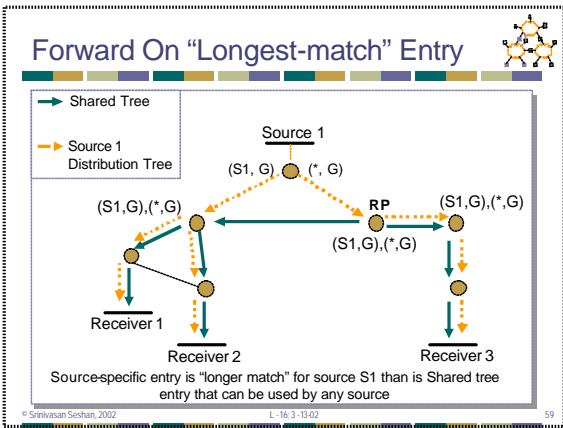 Forward On “Longest-match” Entry
Shared Tree
Source 1
Distribution Tree
Source 1
(S1, G)
(*, G)
(S1,G),(*,G)
RP
(S1,G),(*,G)
(S1,G),(*,G)
Receiver 1
Receiver 2
Receiver 3
Source-specific entry is “longer match” for source S1 than is Shared tree
entry that can be used by any source
© Srinivasan Seshan, 2002
L -16; 3 -13-02
59